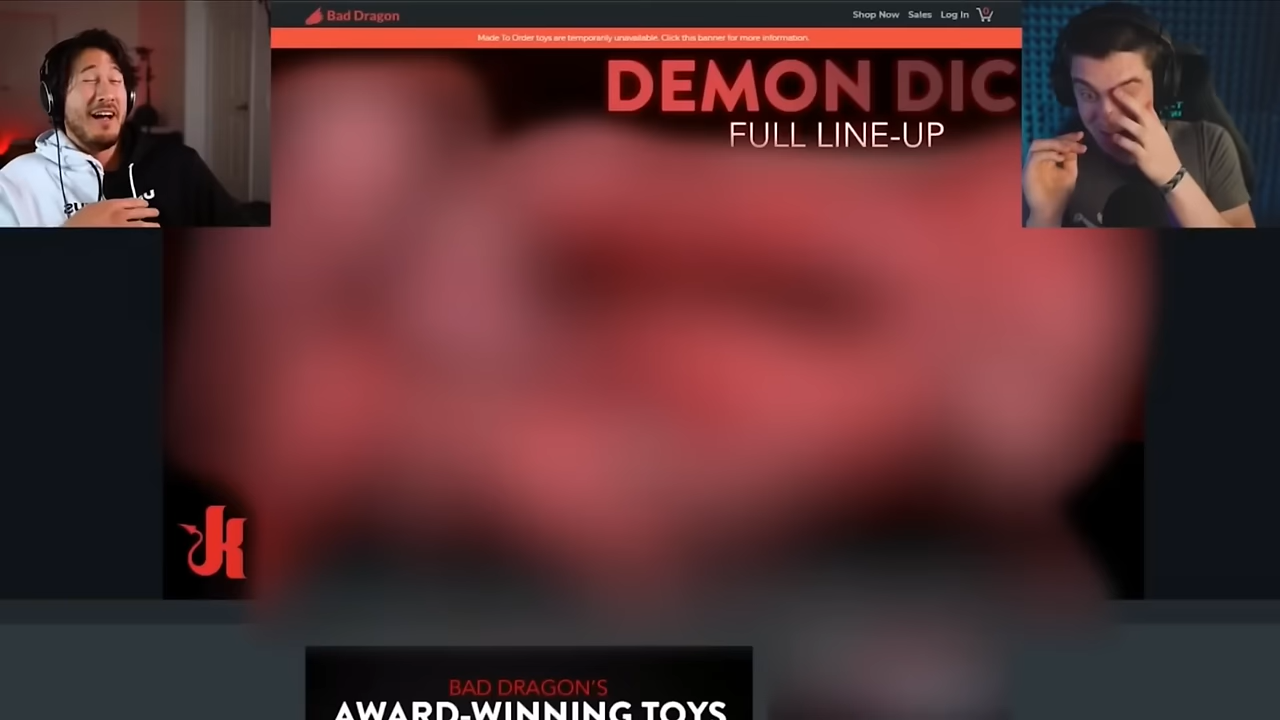 Bad Dragon
Shop Now Sales Log In 0
Made To Order toys are temporarily unavailable. Click this banner for more information.
DEMON DIC
FULL LINE-UP
k
BAD DRAGON'S
AWARD-WINNING TOYS